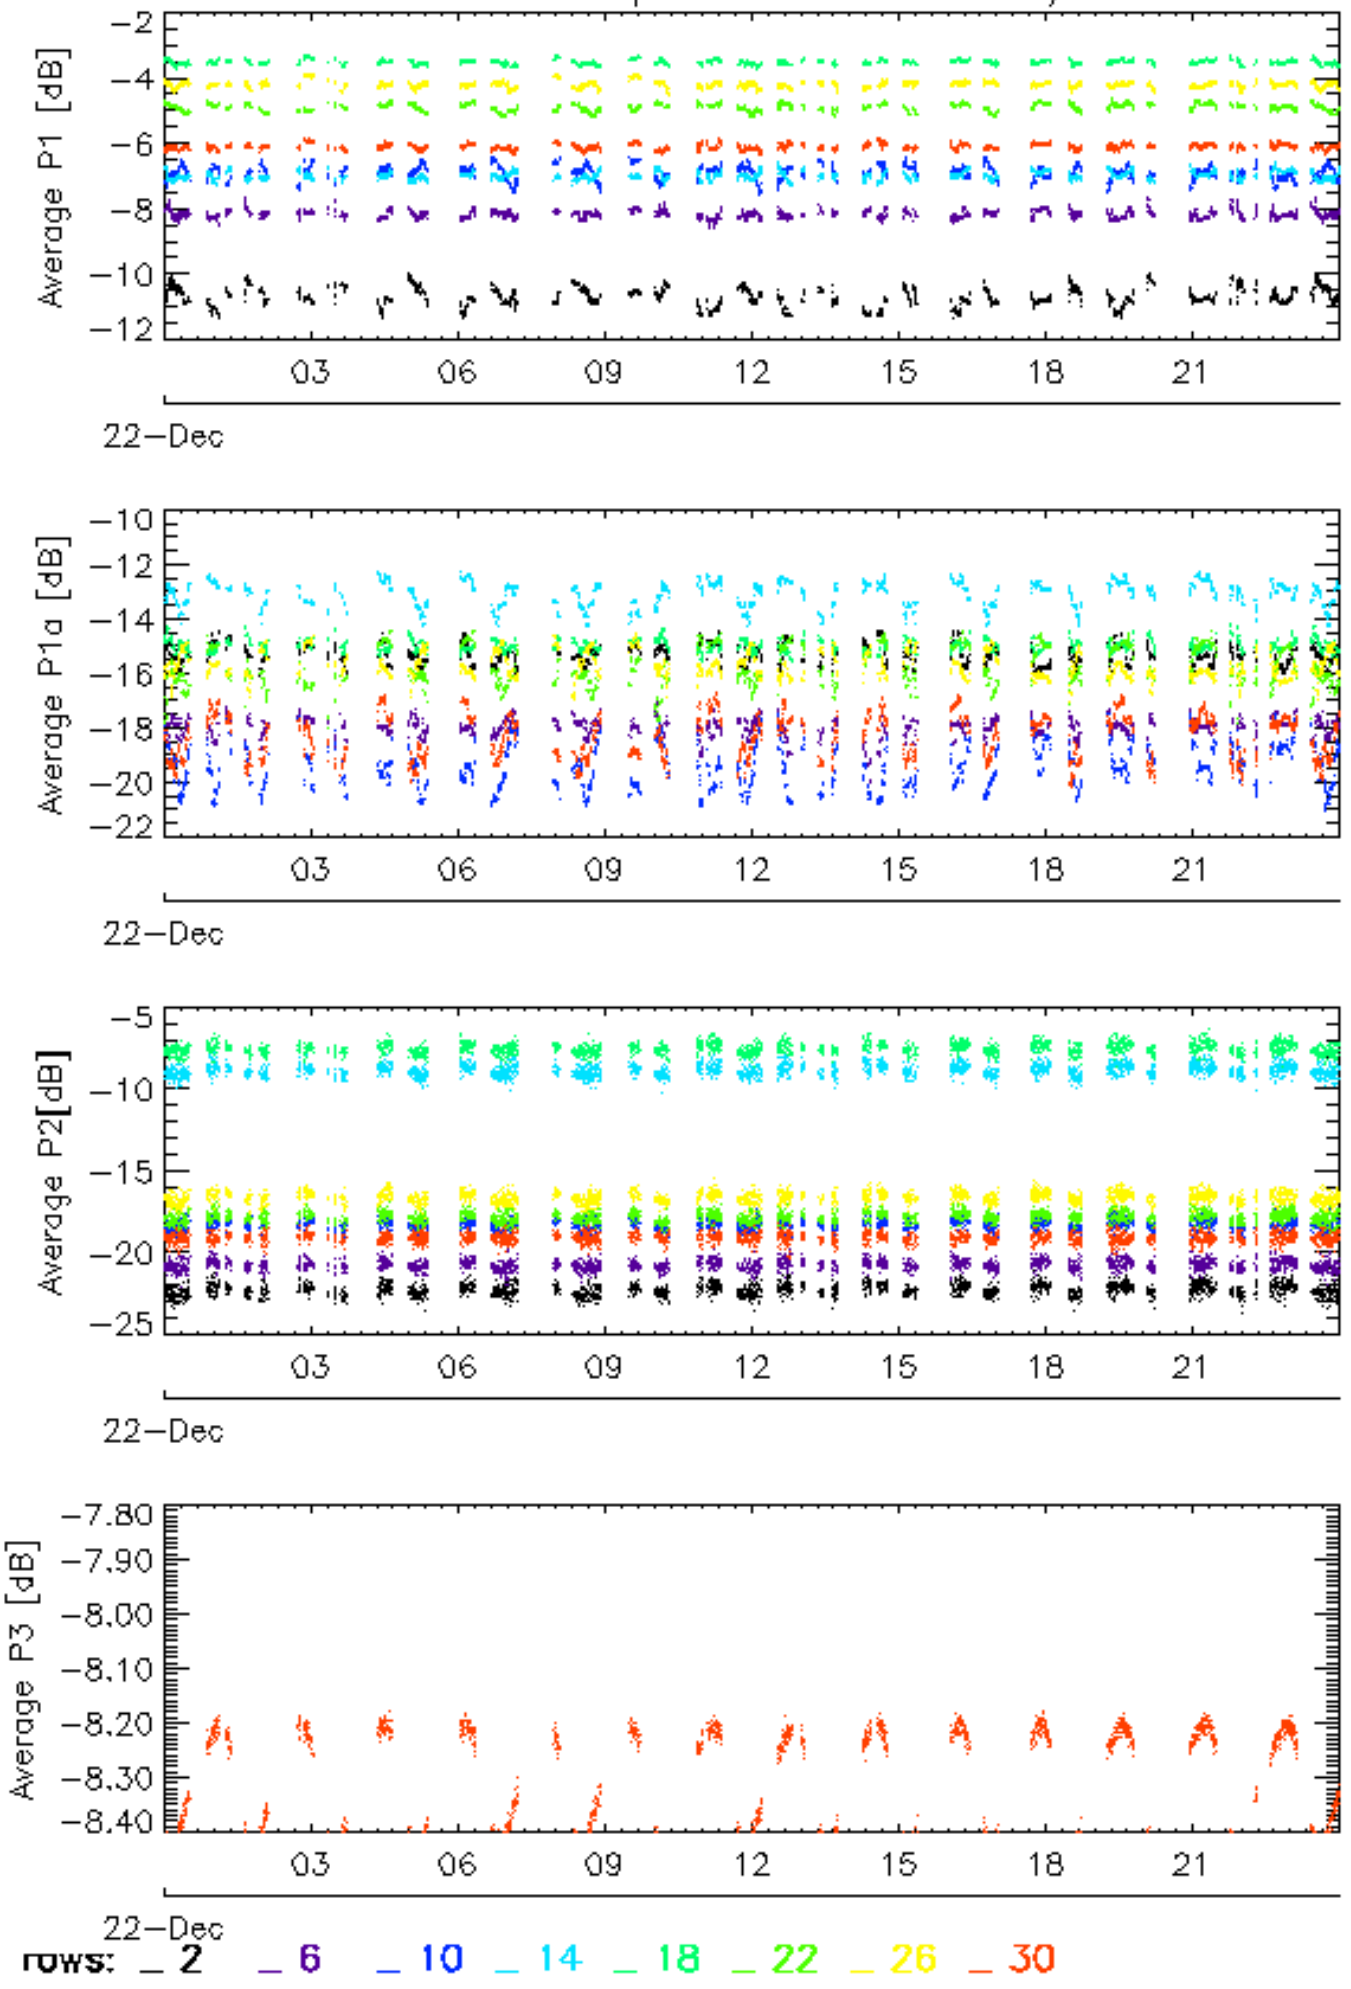 Average P1 [dB]
-2
-4
-6
-8
-10
-12
03 06 09 12 15 18 21
22-Dec
Average P1a [dB]
-10
-12
-14
-16
-18
-20
-22
03 06 09 12 15 18 21
22-Dec
Average P2[dB]
-5
-10
-15
-20
-25
03 06 09 12 15 18 21
22-Dec
Average P3 [dB]
-7.80
-7.90
-8.00
-8.10
-8.20
-8.30
-8.40
03 06 09 12 15 18 21
22-Dec
rows: _ 2 _ 6 _ 10 _ 14 _ 18 _ 22 _ 26 _ 30